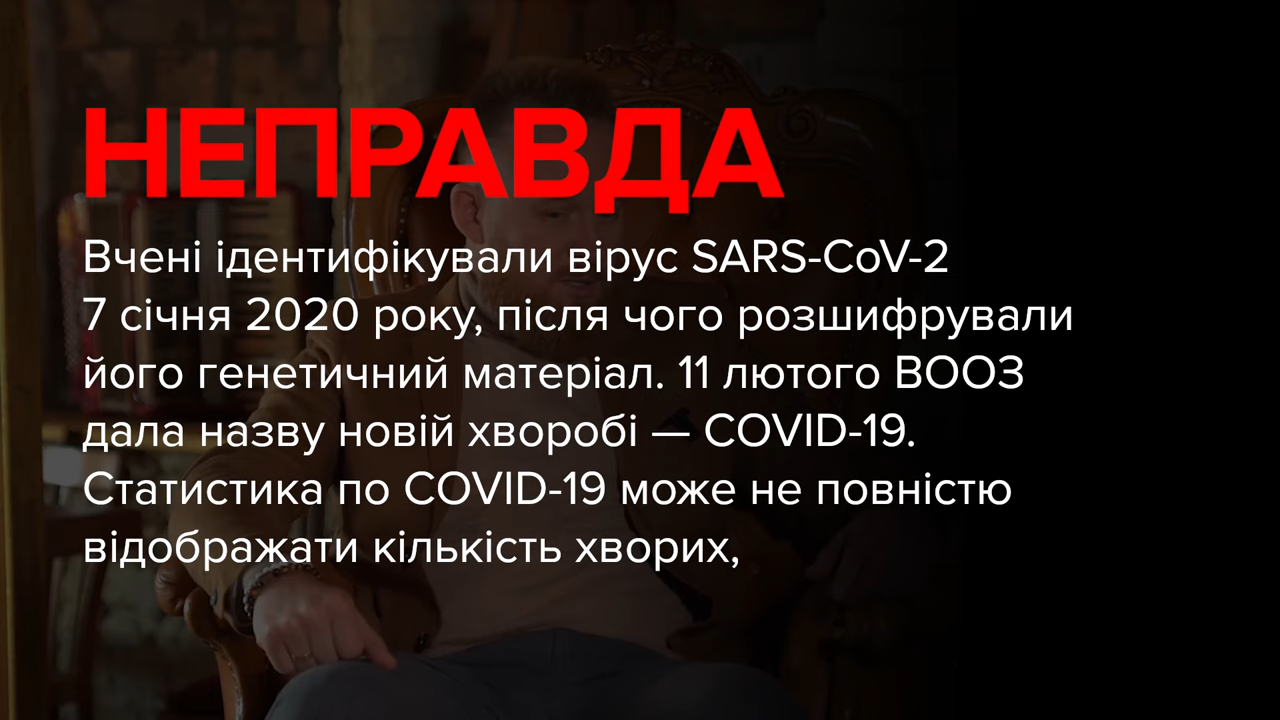 НЕПРАВДА
Вчені ідентифікували вірус SARS-CoV-2
7 січня 2020 року, після чого розшифрували
його генетичний матеріал. 11 лютого ВООЗ
дала назву новій хворобі — COVID-19.
Статистика по COVID-19 може не повністю
відображати кількість хворих,